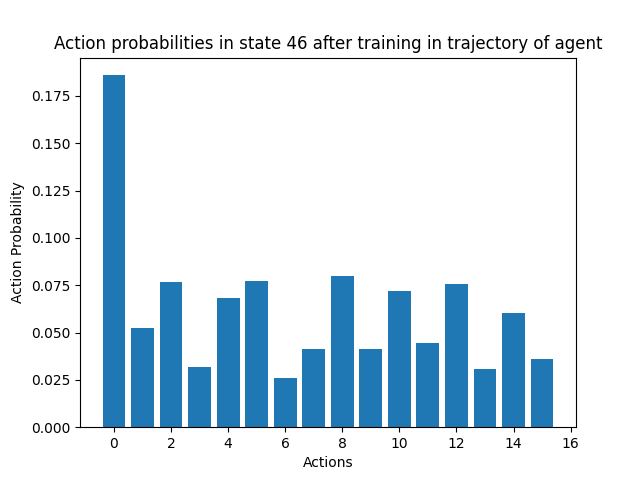 Action probabilities in state 46 after training in trajectory of agent
0.175
0.150
0.125
0.100
0.075
0.050
0.025
0.000
Action Probability
0 2 4 6 8 10 12 14 16
Actions